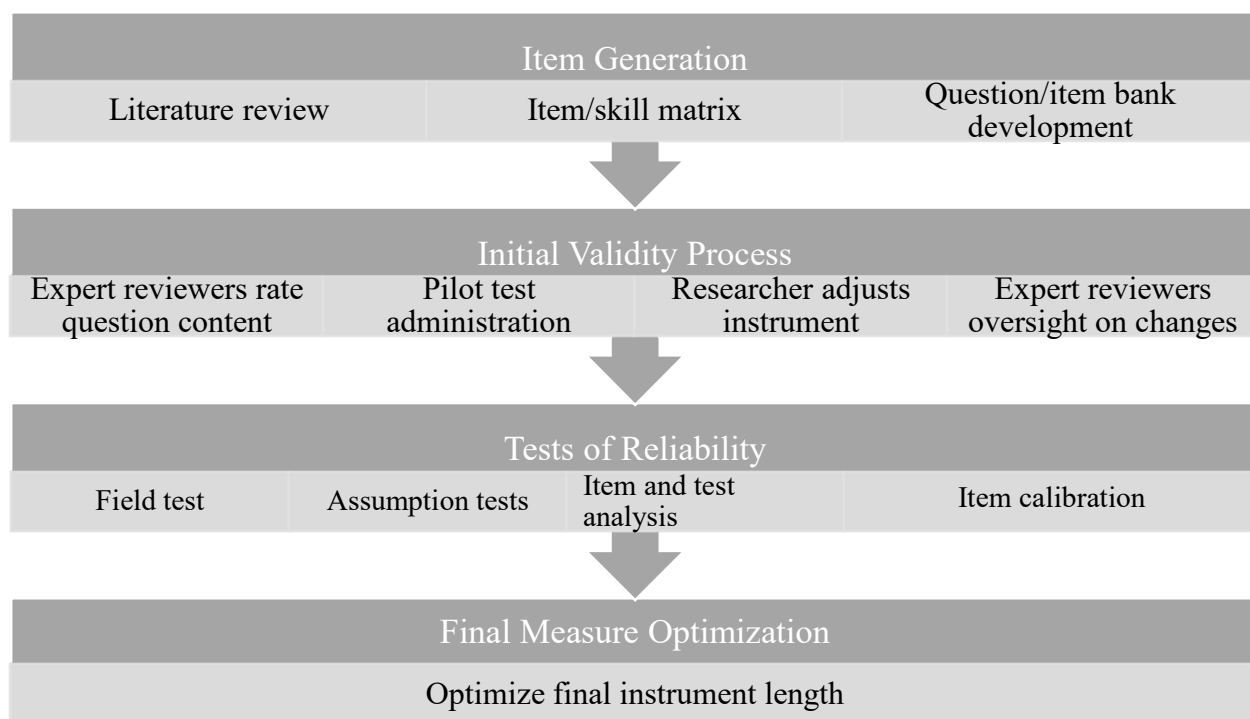 Item Generation
Literature review
Item/skill matrix
Question/item bank
development
Initial Validity Process
Expert reviewers rate
question content
Pilot test
administration
Researcher adjusts
instrument
Expert reviewers
oversight on changes
Tests of Reliability
Field test
Assumption tests
Item and test
analysis
Item calibration
Final Measure Optimization
Optimize final instrument length